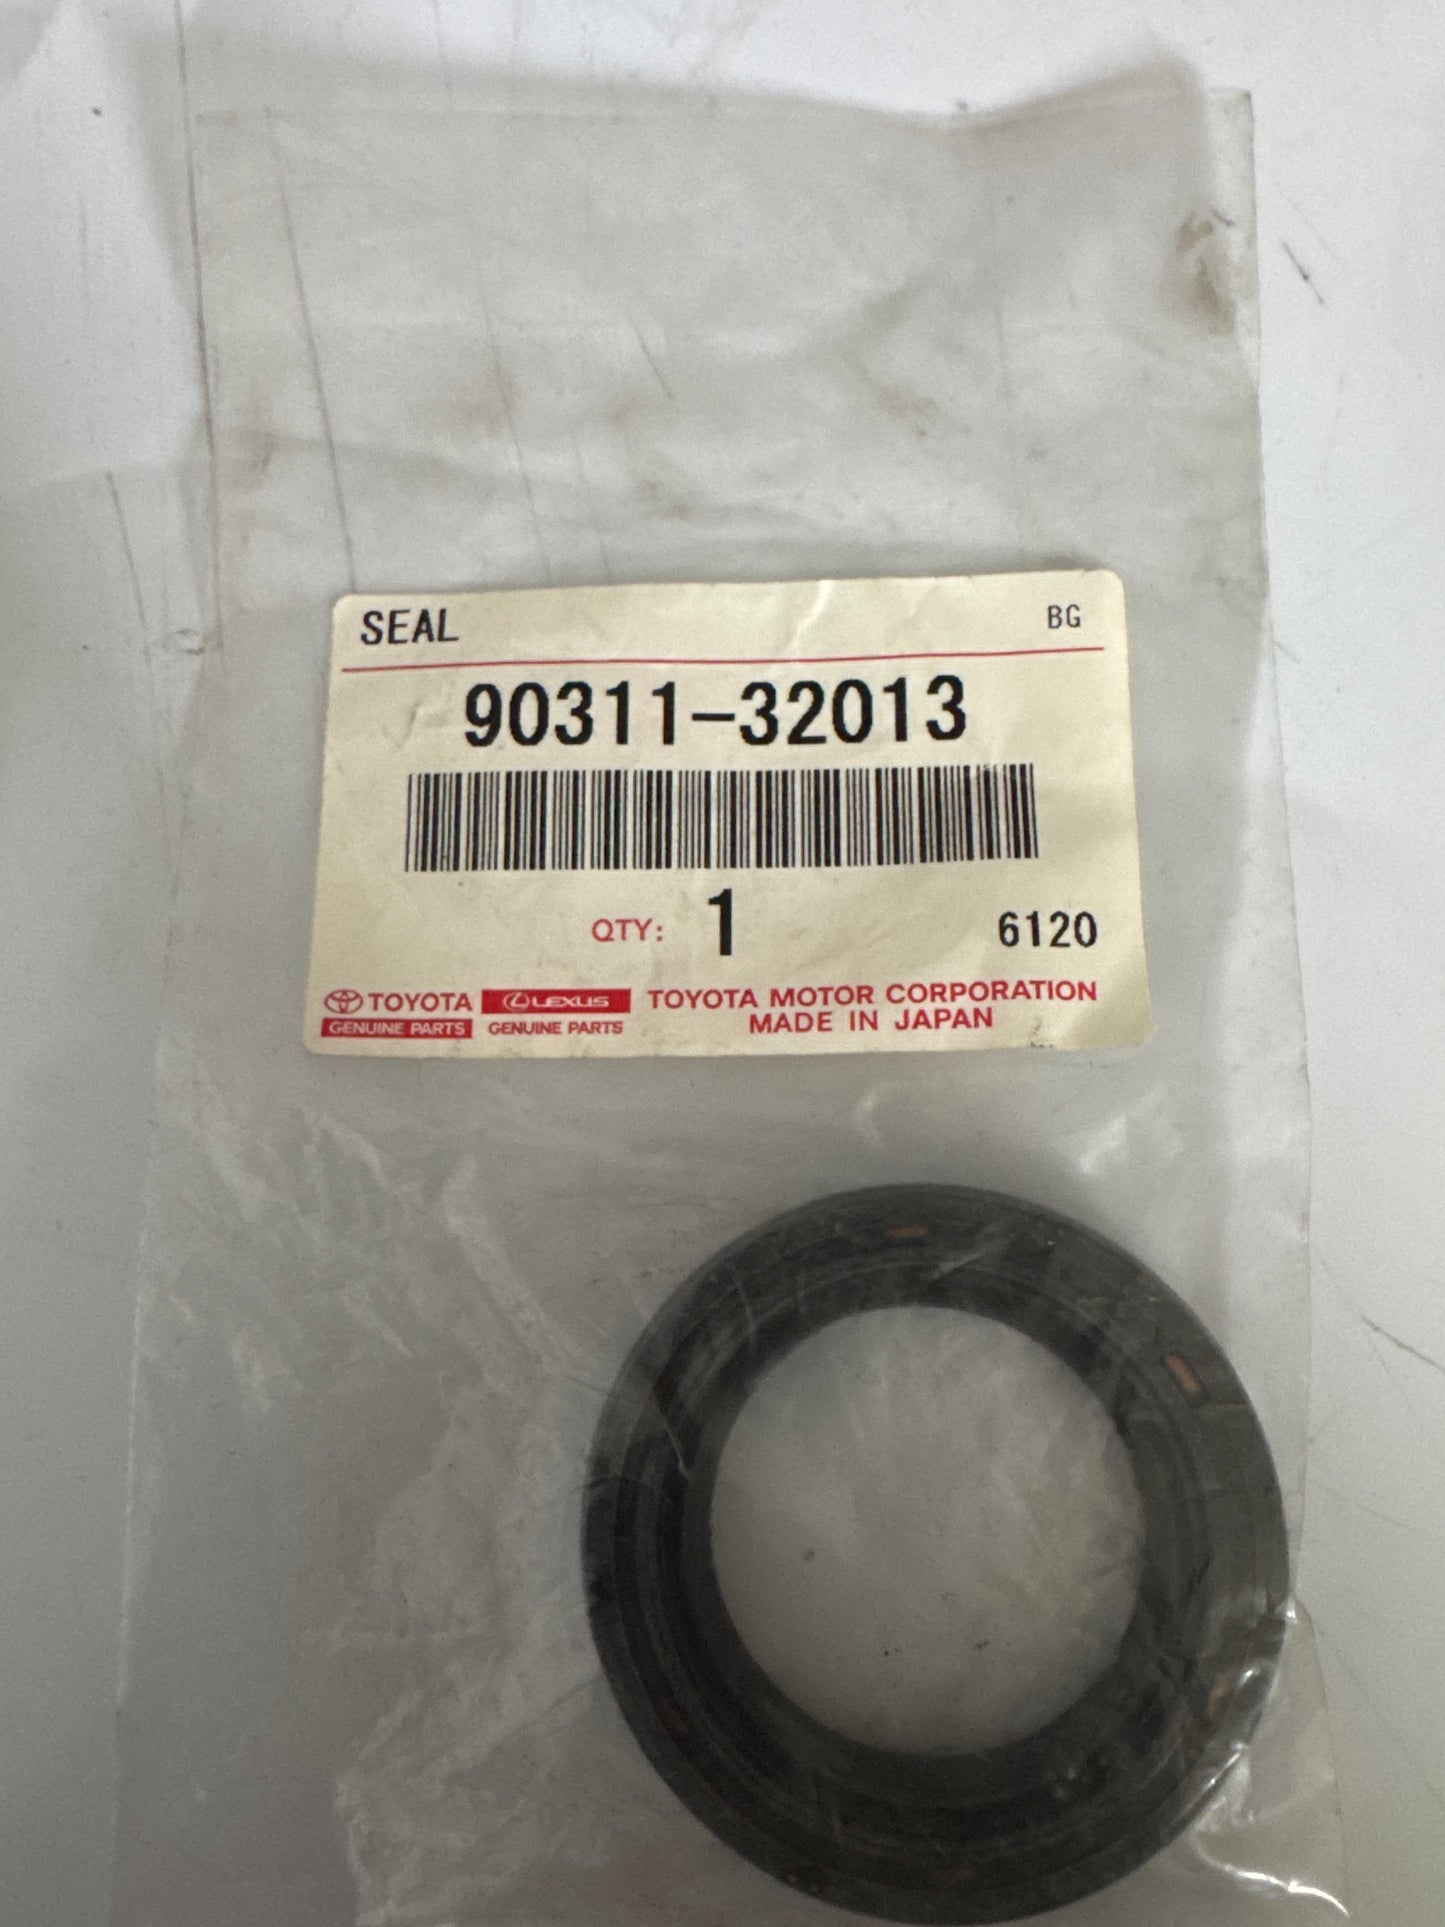 SEAL BG
90311-32013
QTY: 1 6120
TOYOTA LEXUS TOYOTA MOTOR CORPORATION
GENUINE PARTS GENUINE PARTS MADE IN JAPAN